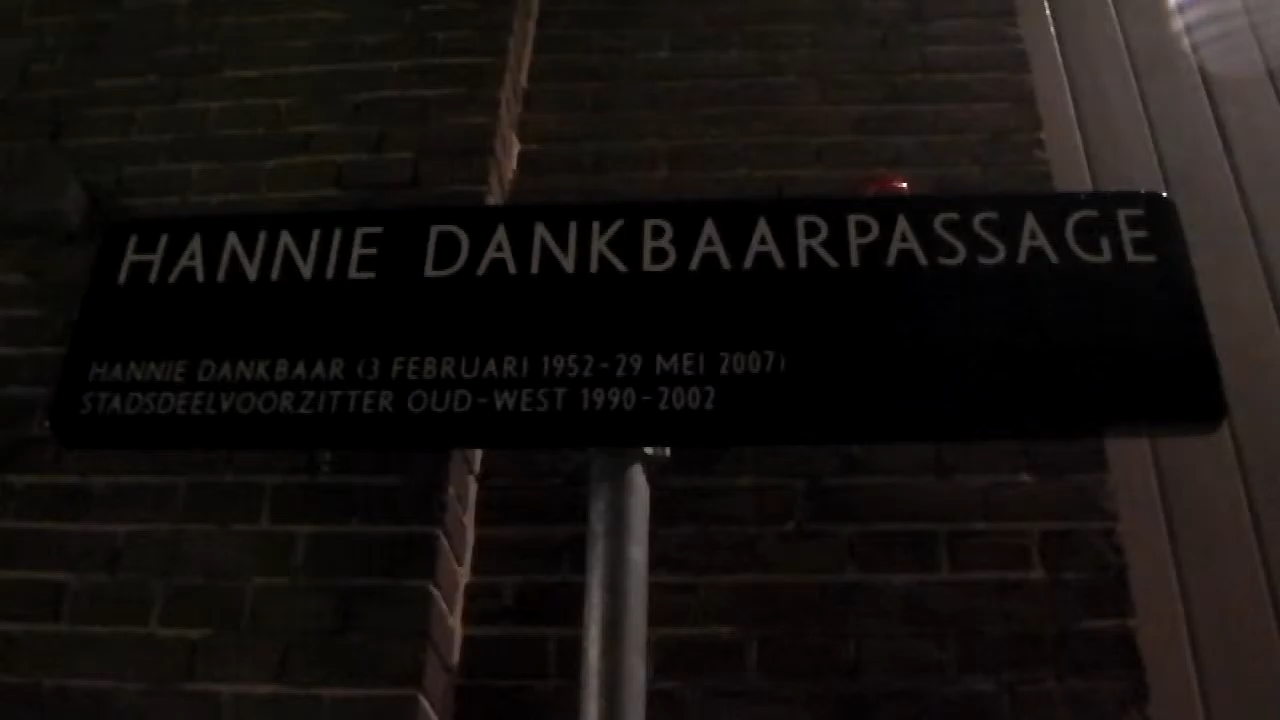 HANNIE DANKBAARPASSAGE
HANNIE DANKBAAR (3 FEBRUARI 1952-29 MEI 2007)
STADSDEELVOORZITTER OUD-WEST 1990-2002